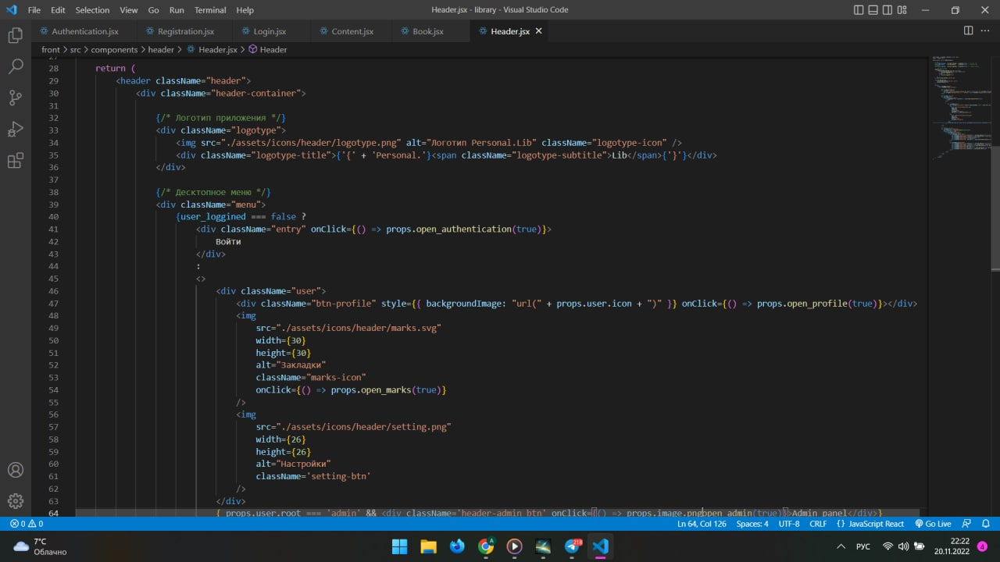 File Edit Selection View Go Run Terminal Help
Header.jsx - library - Visual Studio Code
Authentication.jsx Registration.jsx Login.jsx Content.jsx Book.jsx Header.jsx
front > src > components > header > Header.jsx > Header
28 return (
29 <header className="header">
30 <div className="header-container">
31
32 {/* Логотип приложения */}
33 <div className="logotype">
34 <img src="./assets/icons/header/logotype.png" alt="Логотип Personal.Lib" className="logotype-icon" />
35 <div className="logotype-title">{'{' + 'Personal.'}<span className="logotype-subtitle">Lib</span>{'}'}</div>
36 </div>
37
38 {/* Десктопное меню */}
39 <div className="menu">
40 {user_loggined === false ?
41 <div className="entry" onClick={() => props.open_authentication(true)}>
42 Войти
43 </div>
44 :
45 <>
46 <div className="user">
47 <div className="btn-profile" style={{ backgroundImage: "url(" + props.user.icon + ")" }} onClick={() => props.open_profile(true)}></div>
48 <img
49 src="./assets/icons/header/marks.svg"
50 width={30}
51 height={30}
52 alt="Закладки"
53 className="marks-icon"
54 onClick={() => props.open_marks(true)}
55 />
56 <img
57 src="./assets/icons/header/setting.png"
58 width={26}
59 height={26}
60 alt="Настройки"
61 className='setting-btn'
62 />
63 </div>
64 { props.user.root === 'admin' && <div className='header-admin_btn' onClick={() => props.image.pngopen_admin(true)}>Admin panel</div>}
0 0 Ln 64, Col 126 Spaces: 4 UTF-8 CRLF {} JavaScript React Go Live
7°C
Облачно
A
218
РУС
22:22
20.11.2022
4